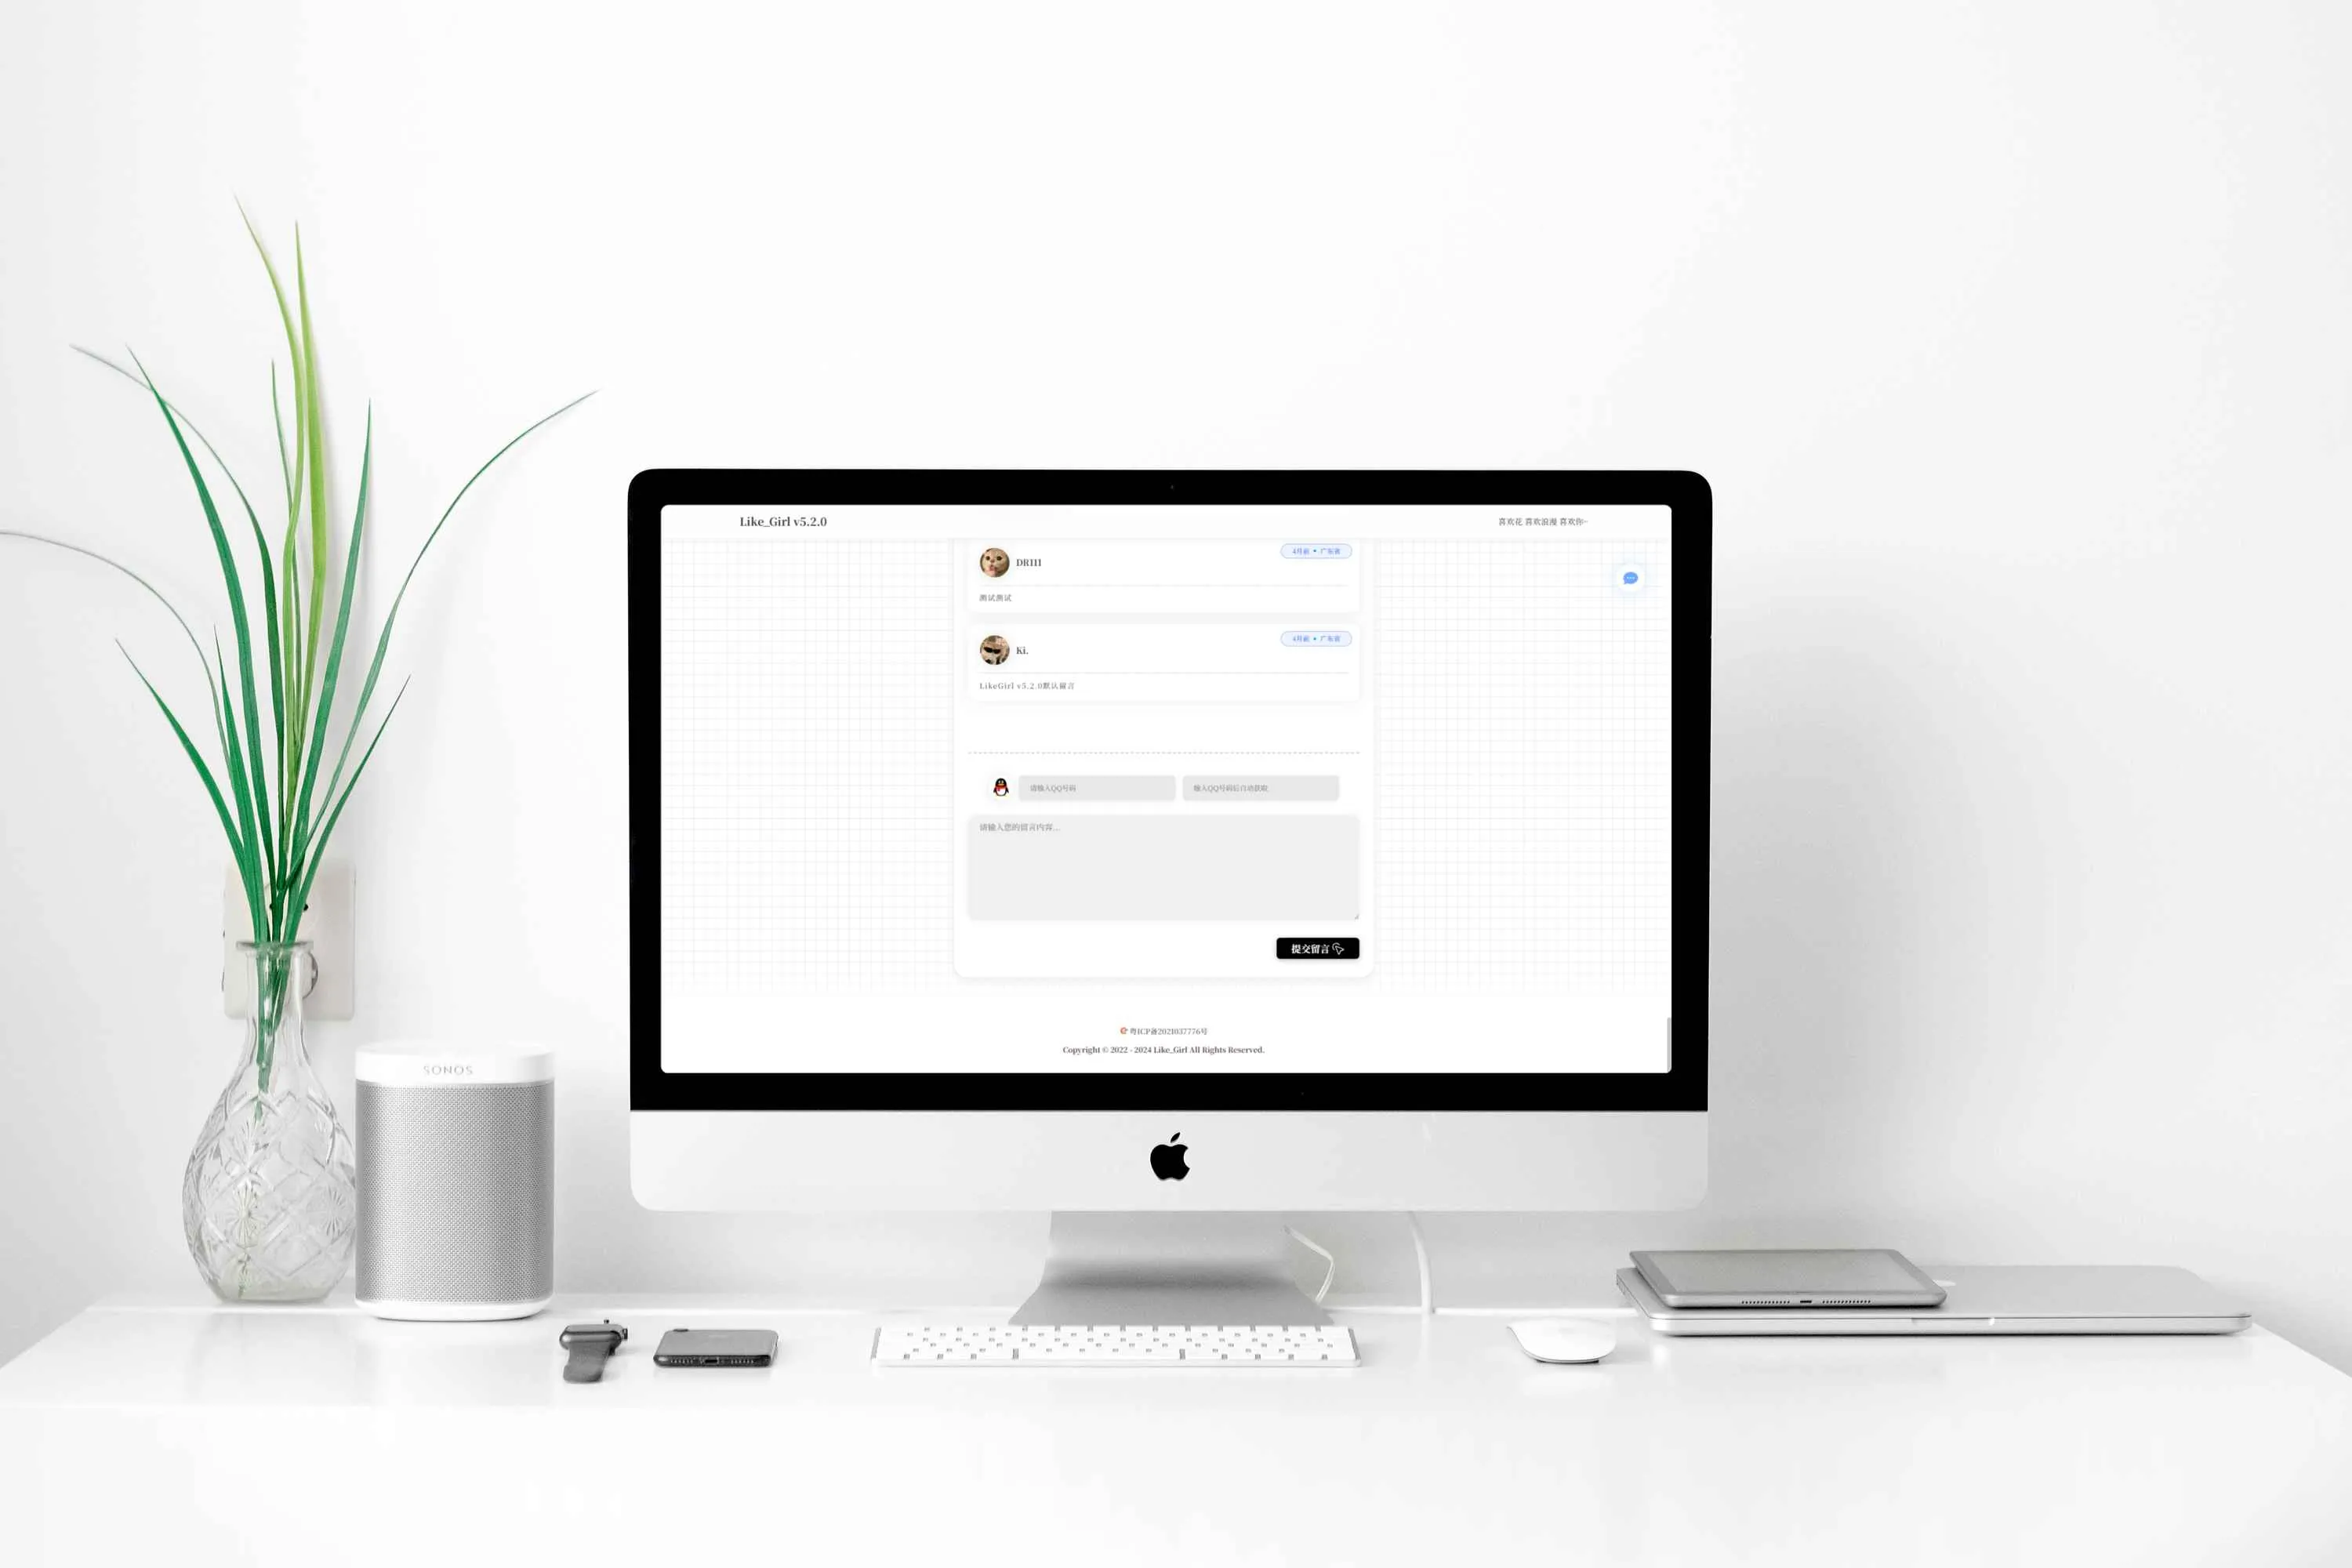 Like_Girl v5.2.0
喜欢花 喜欢浪漫 喜欢你~
DRIII
4月前 • 广东省
测试测试
Ki.
4月前 • 广东省
LikeGirl v5.2.0默认留言
请输入QQ号码
输入QQ号码后自动获取
请输入您的留言内容...
提交留言
粤ICP备2021037776号
Copyright © 2022 - 2024 Like_Girl All Rights Reserved.
SONOS